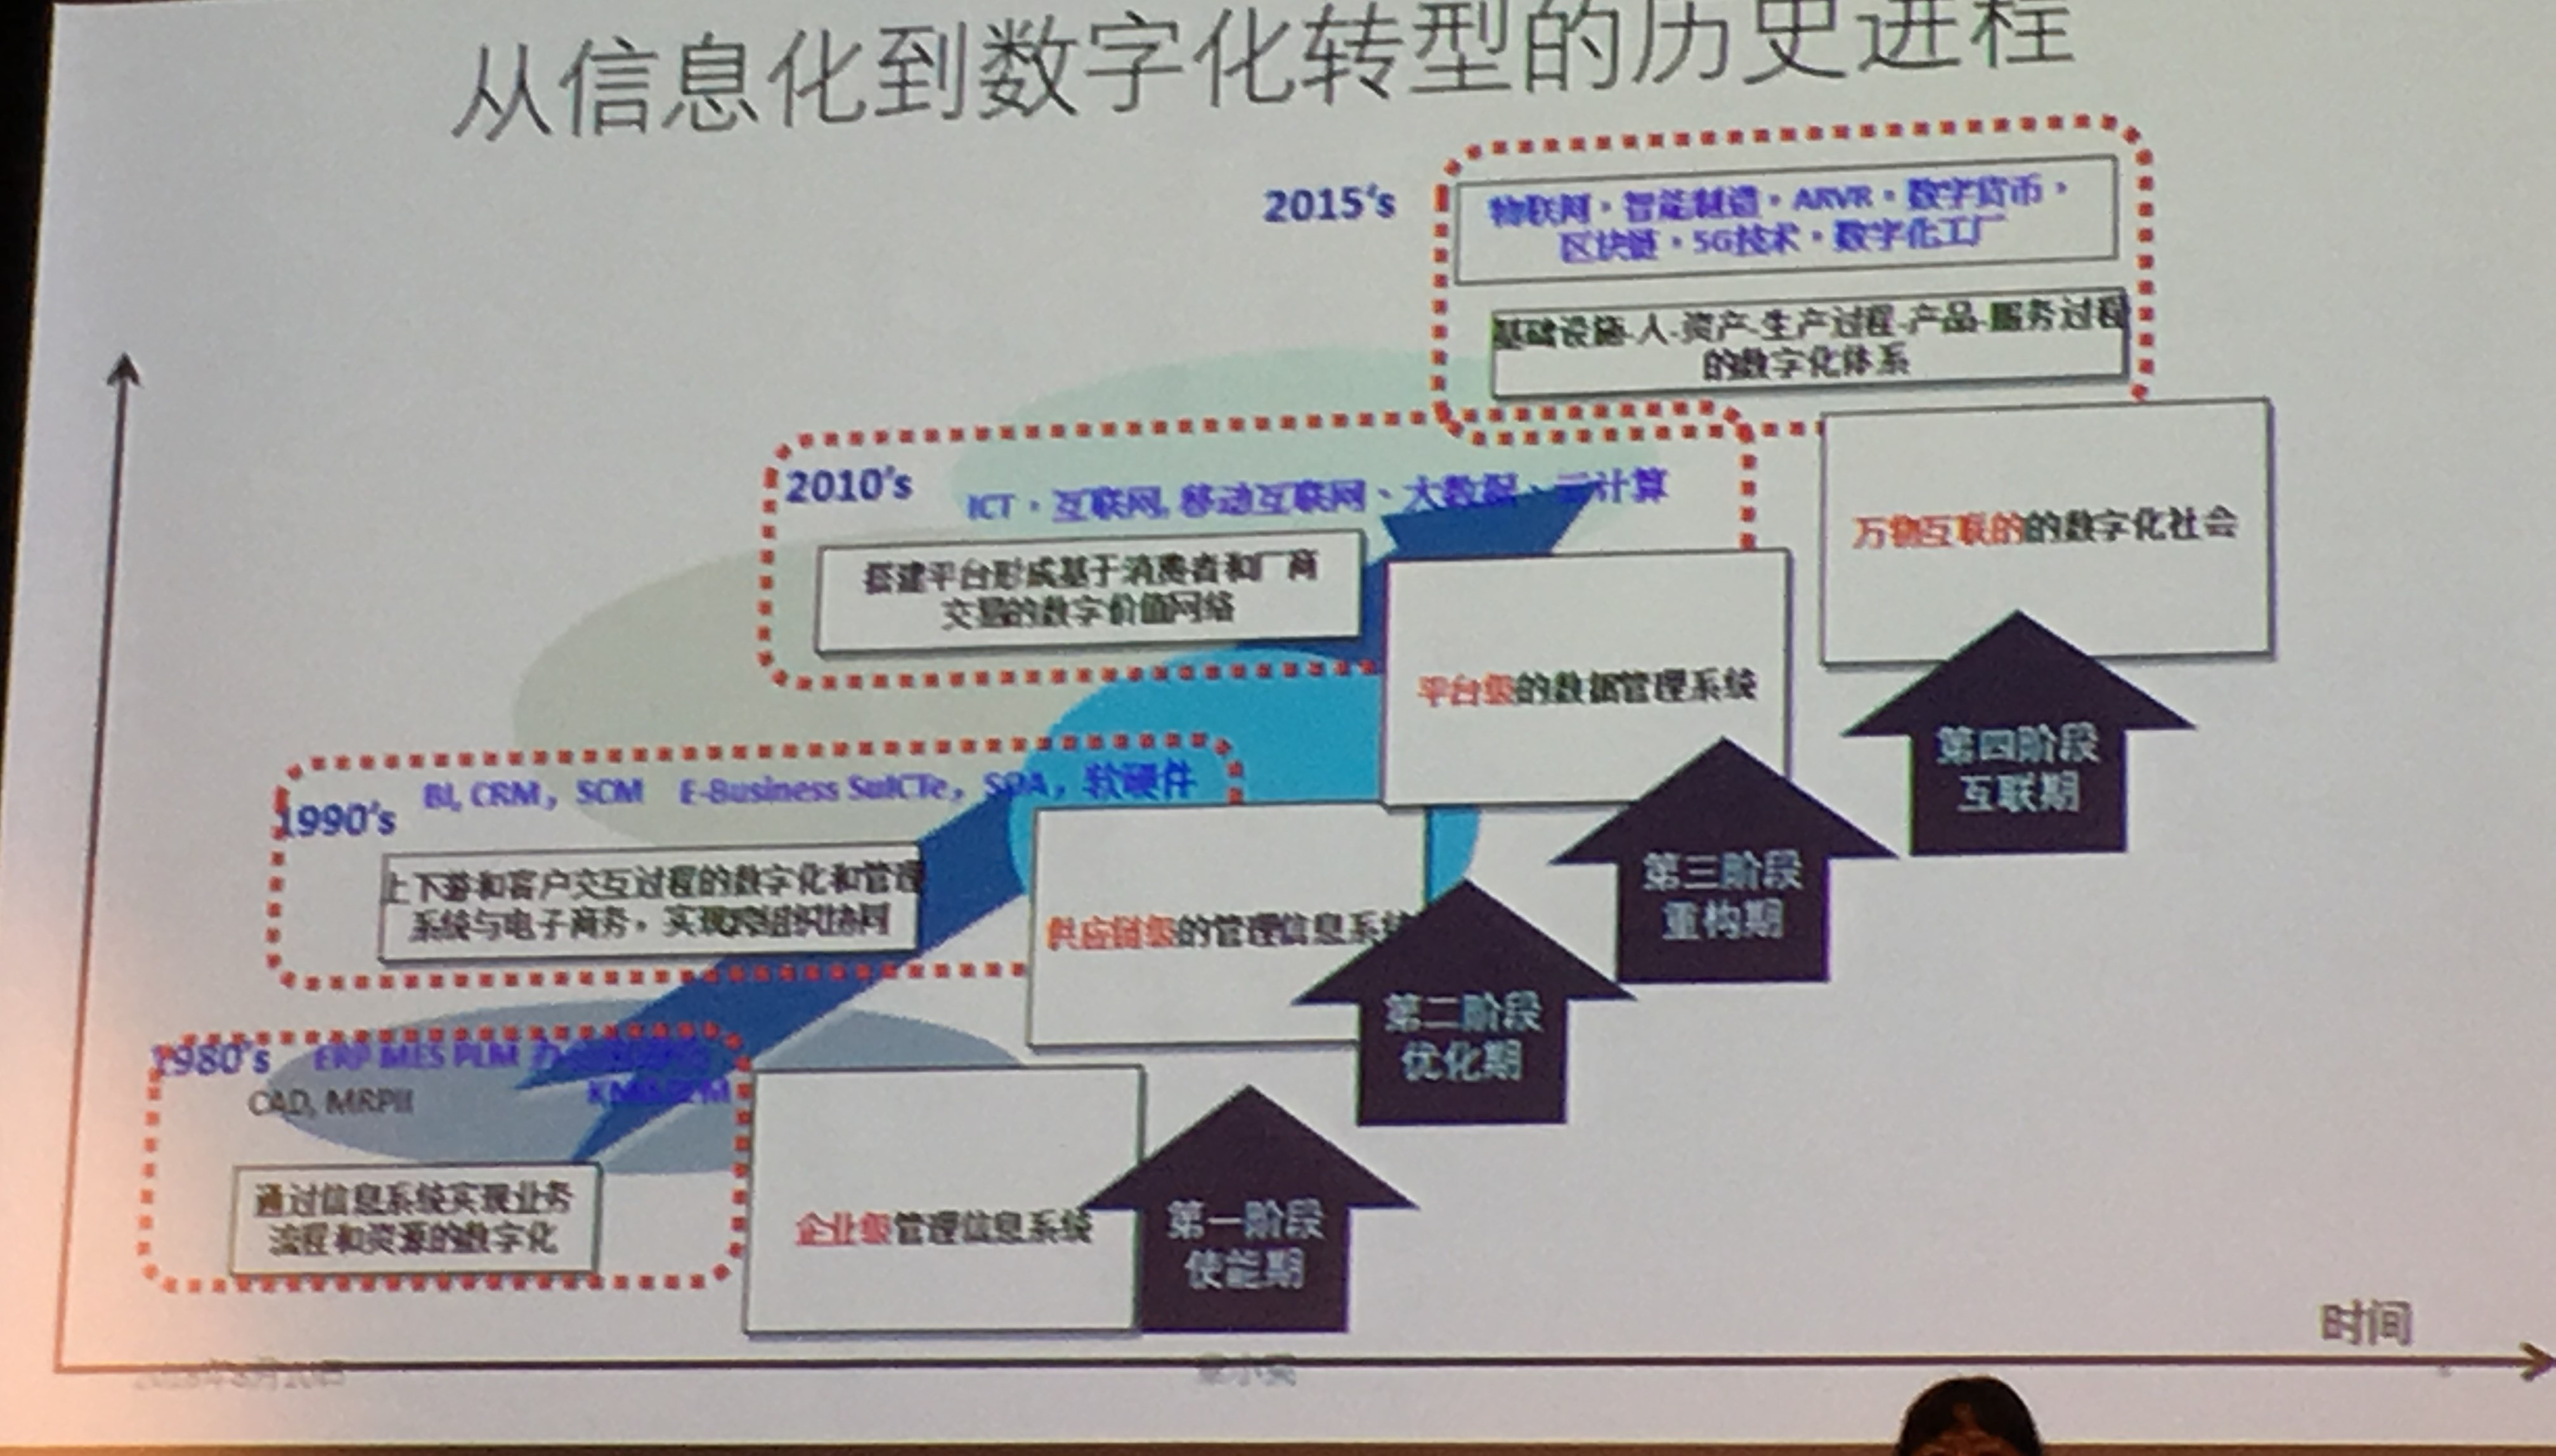 从信息化到数字化转型的历史进程
2015‘s
物联网，智能制造，ARVR，数字货币，
区块链，5G技术，数字化工厂
基础设施-人-资产-生产过程-产品-服务过程
的数字化体系
2010’s
ICT，互联网, 移动互联网、大数据、云计算
搭建平台形成基于消费者和厂商
交易的数字价值网络
万物互联的的数字化社会
平台级的数据管理系统
第四阶段
互联期
1990’s
BI, CRM，SCM E-Business SuICTe，SOA，软硬件
上下游和客户交互过程的数字化和管理
系统与电子商务，实现跨组织协同
供应链级的管理信息系统
第三阶段
重构期
第二阶段
优化期
1980’s
ERP MES PLM
CAD, MRPII
通过信息系统实现业务
流程和资源的数字化
企业级管理信息系统
第一阶段
使能期
时间